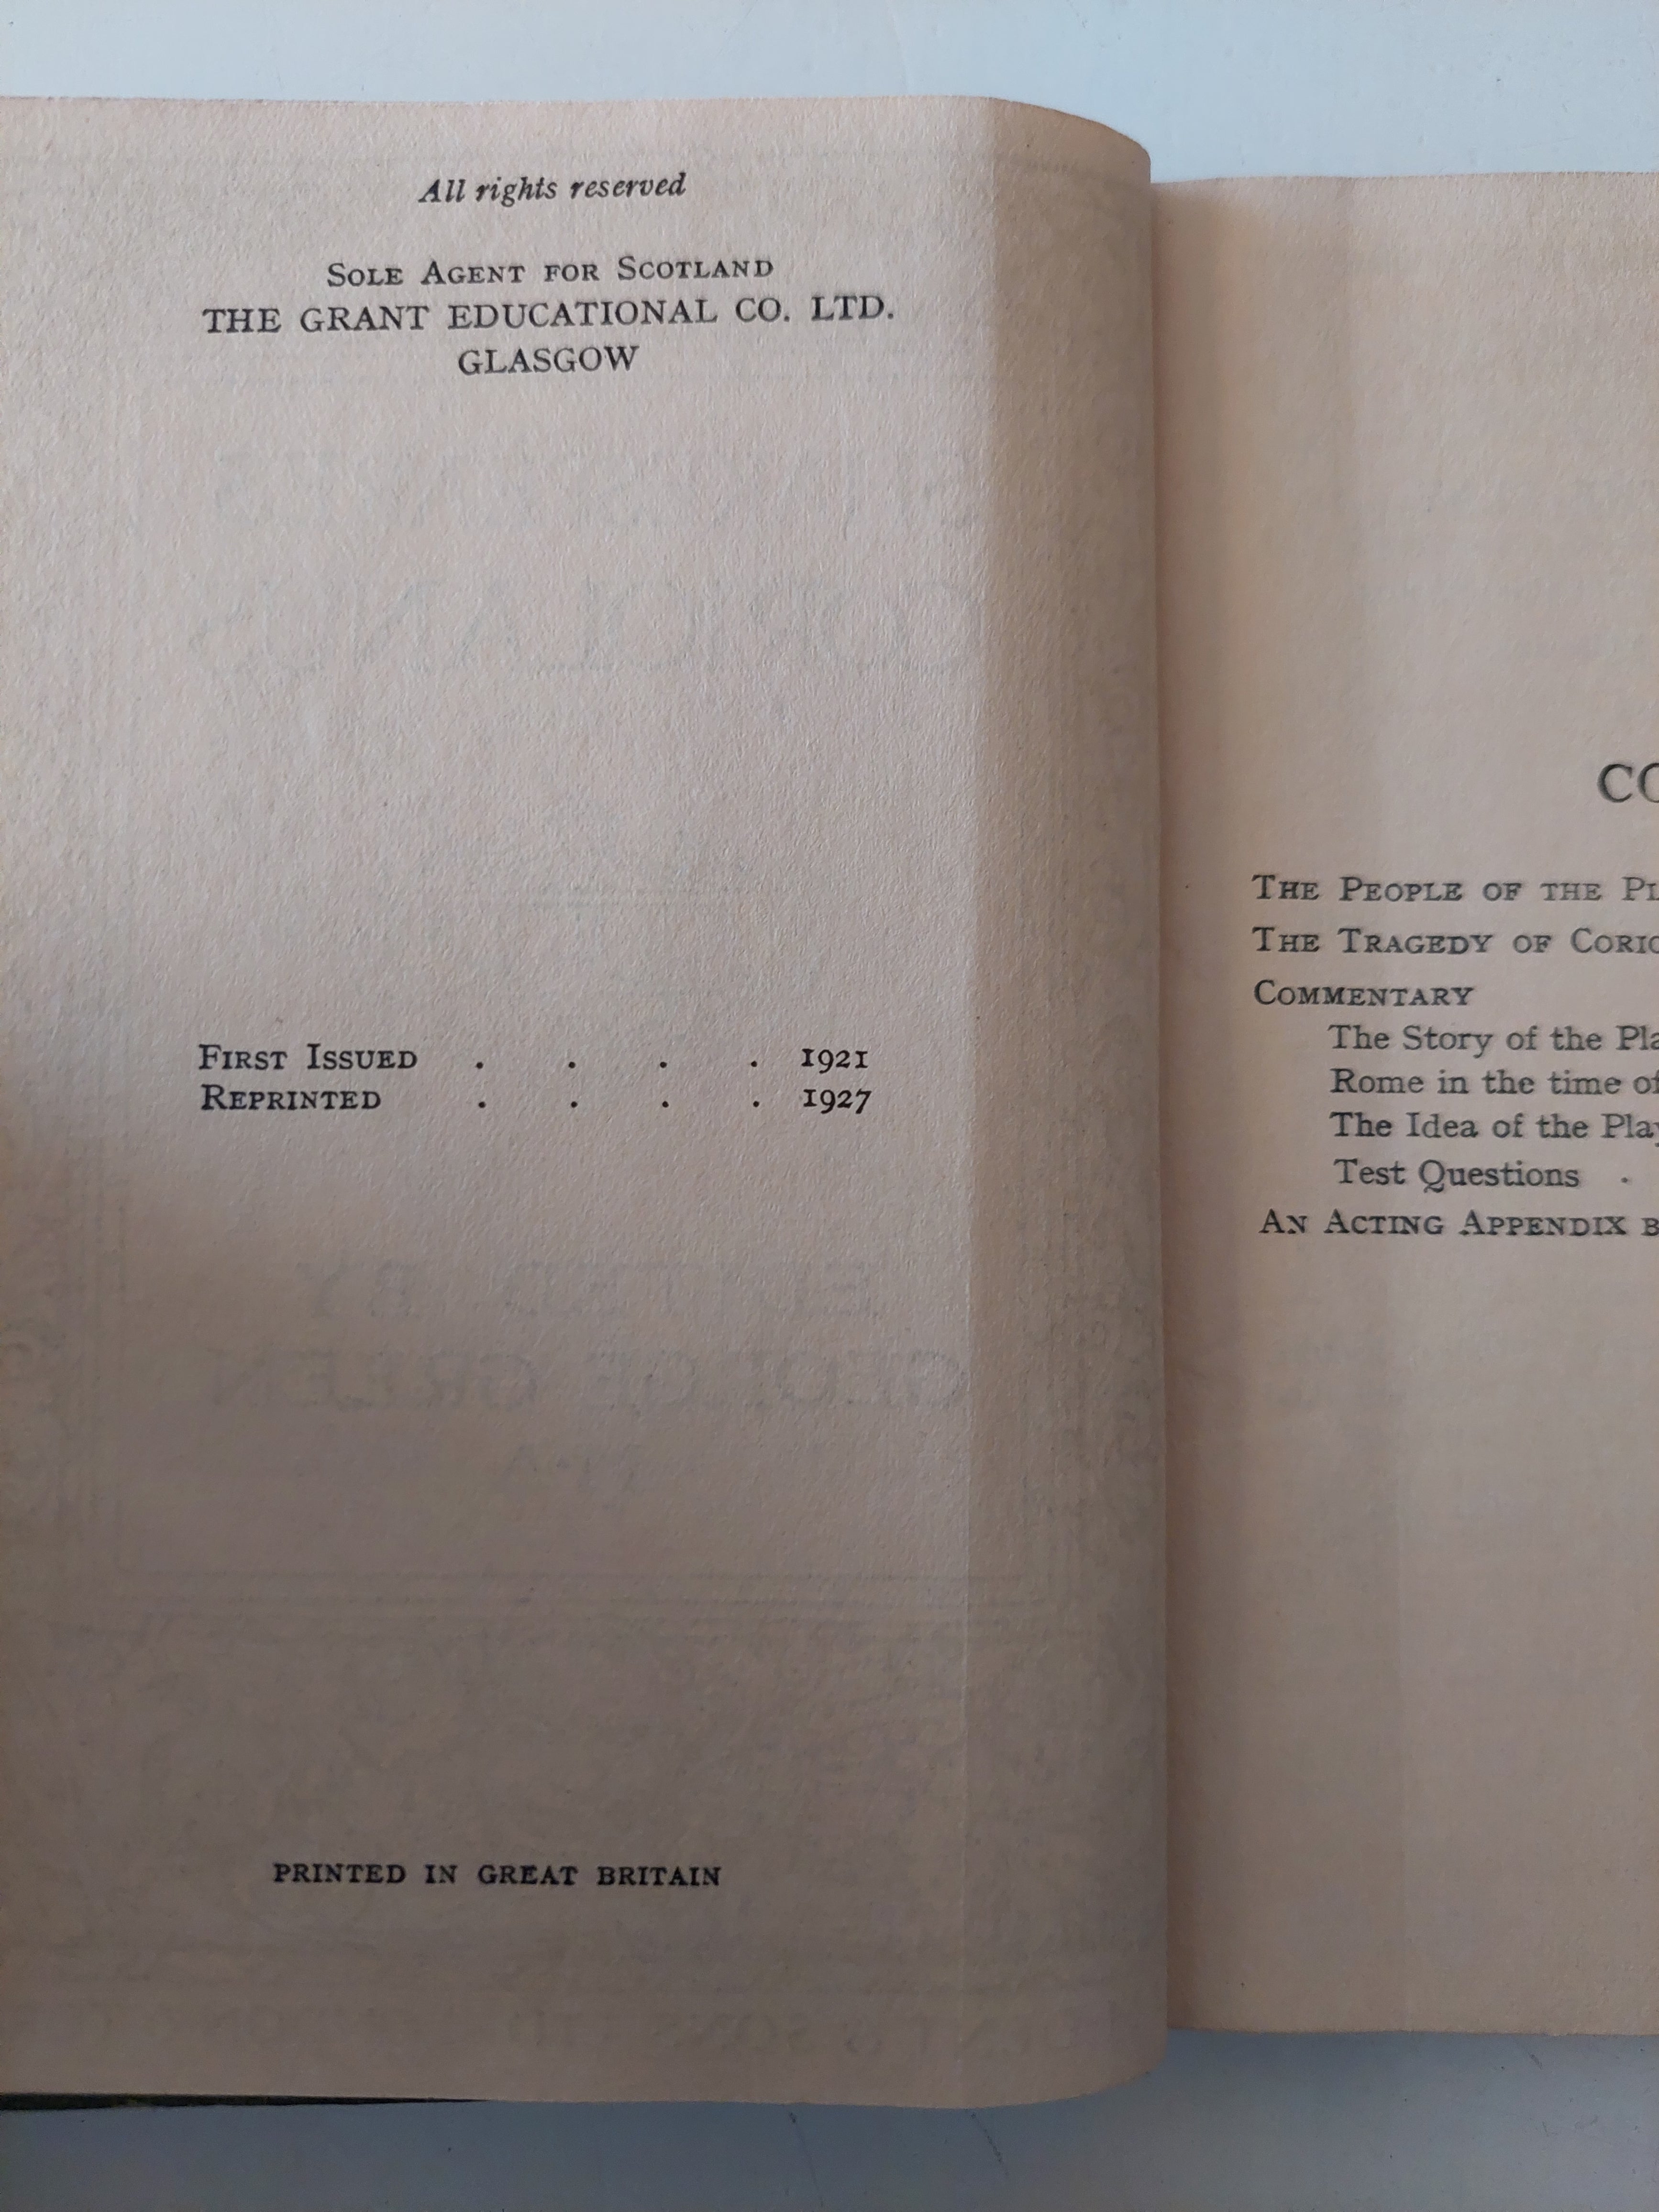 All rights reserved
SOLE AGENT FOR SCOTLAND
THE GRANT EDUCATIONAL CO. LTD.
GLASGOW
FIRST ISSUED . . . . 1921
REPRINTED . . . . 1927
PRINTED IN GREAT BRITAIN
CO
THE PEOPLE OF THE PL
THE TRAGEDY OF CORIO
COMMENTARY
The Story of the Pla
Rome in the time of
The Idea of the Play
Test Questions .
AN ACTING APPENDIX B